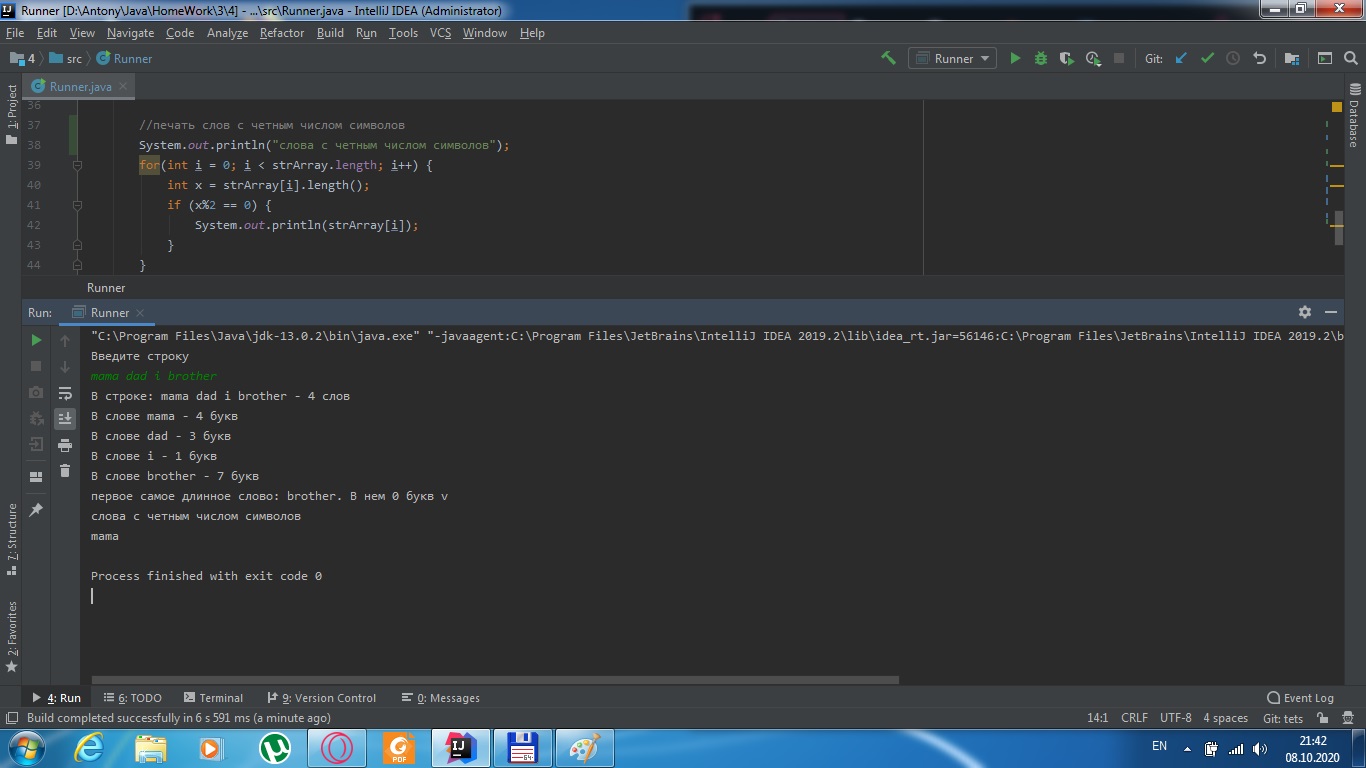 Runner [D:\Antony\Java\HomeWork\3\4] - ...\src\Runner.java - IntelliJ IDEA (Administrator)
File Edit View Navigate Code Analyze Refactor Build Run Tools VCS Window Help
4 src Runner Runner Git:
Runner.java
1: Project
Database
36
37 //печать слов с четным числом символов
38 System.out.println("слова с четным числом символов");
39 for(int i = 0; i < strArray.length; i++) {
40 int x = strArray[i].length();
41 if (x%2 == 0) {
42 System.out.println(strArray[i]);
43 }
44 }
Runner
Run: Runner
"C:\Program Files\Java\jdk-13.0.2\bin\java.exe" "-javaagent:C:\Program Files\JetBrains\IntelliJ IDEA 2019.2\lib\idea_rt.jar=56146:C:\Program Files\JetBrains\IntelliJ IDEA 2019.2\b
Введите строку
mama dad i brother
В строке: mama dad i brother - 4 слов
В слове mama - 4 букв
В слове dad - 3 букв
В слове i - 1 букв
В слове brother - 7 букв
первое самое длинное слово: brother. В нем 0 букв v
слова с четным числом символов
mama
Process finished with exit code 0
7: Structure
2: Favorites
4: Run 6: TODO Terminal 9: Version Control 0: Messages Event Log
Build completed successfully in 6 s 591 ms (a minute ago) 14:1 CRLF UTF-8 4 spaces Git: tets
PDF
IJ
64
EN 21:42
08.10.2020